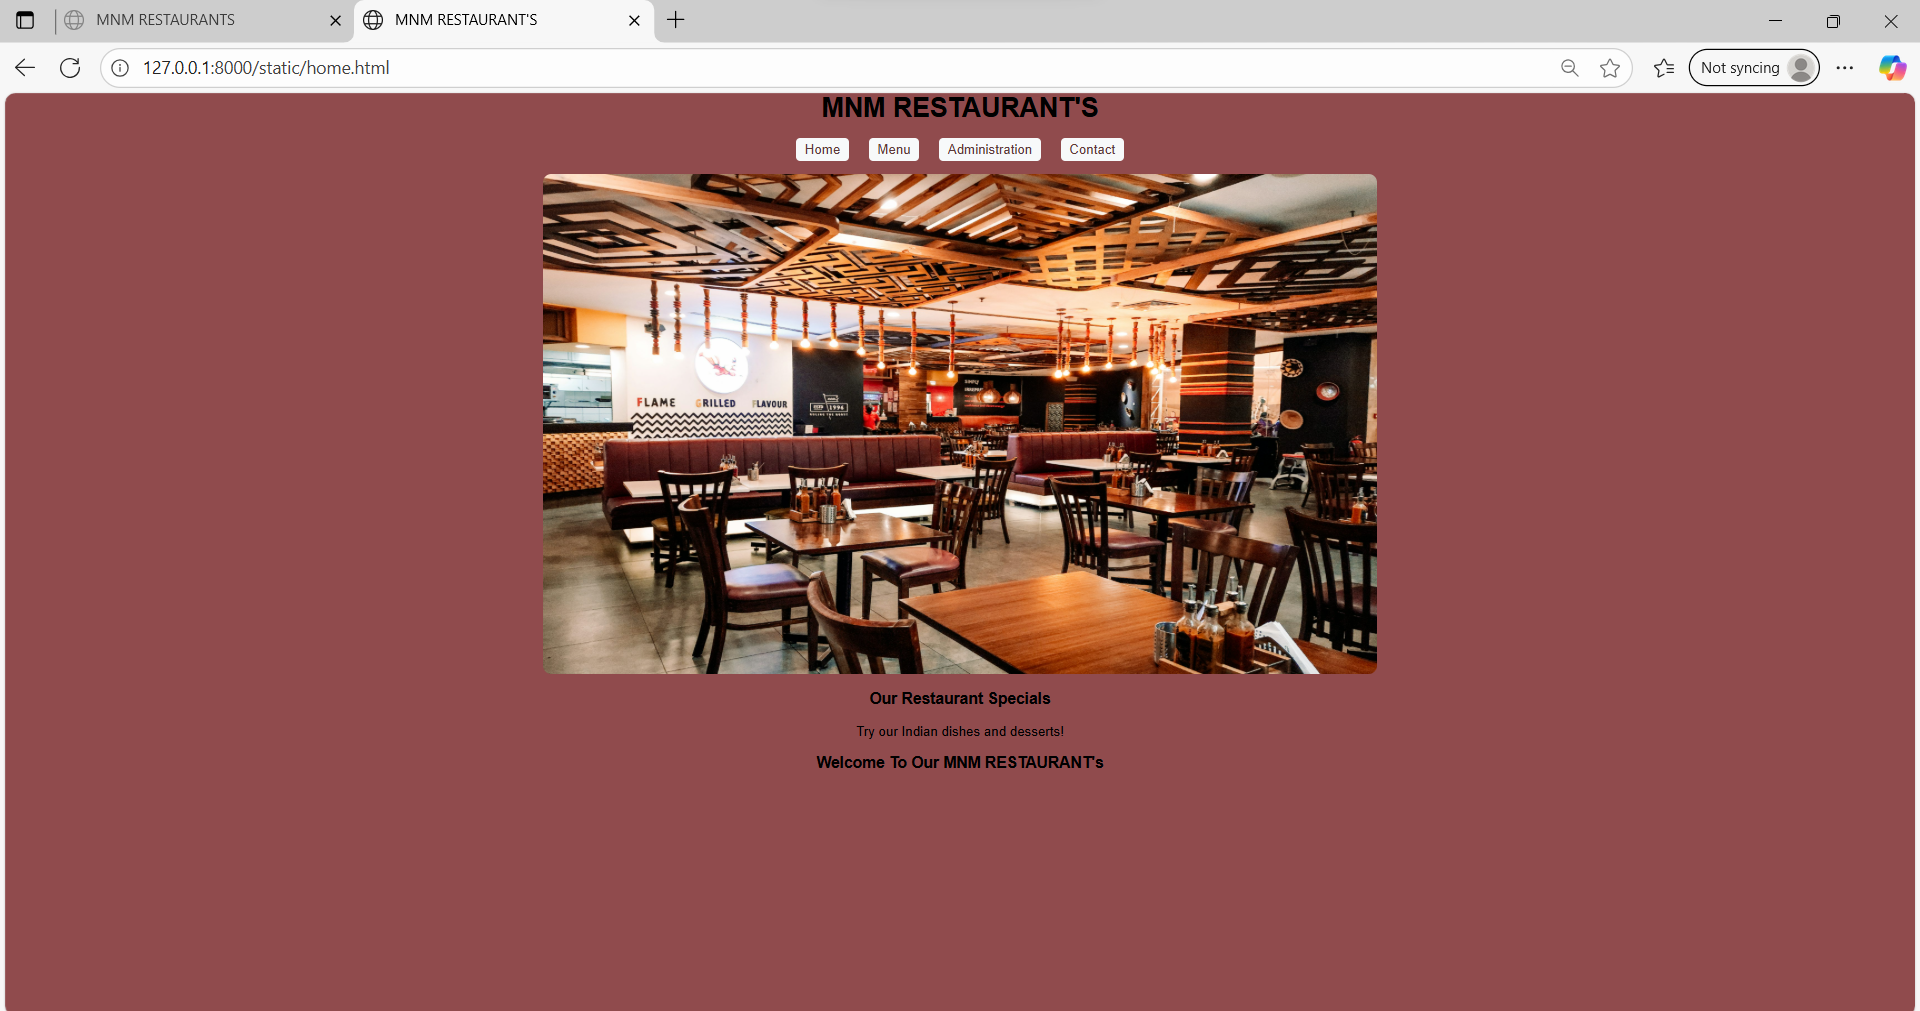 MNM RESTAURANTS
MNM RESTAURANT'S
127.0.0.1:8000/static/home.html
Not syncing
MNM RESTAURANT'S
Home
Menu
Administration
Contact
FLAME GRILLED FLAVOUR
1994
Our Restaurant Specials
Try our Indian dishes and desserts!
Welcome To Our MNM RESTAURANT's